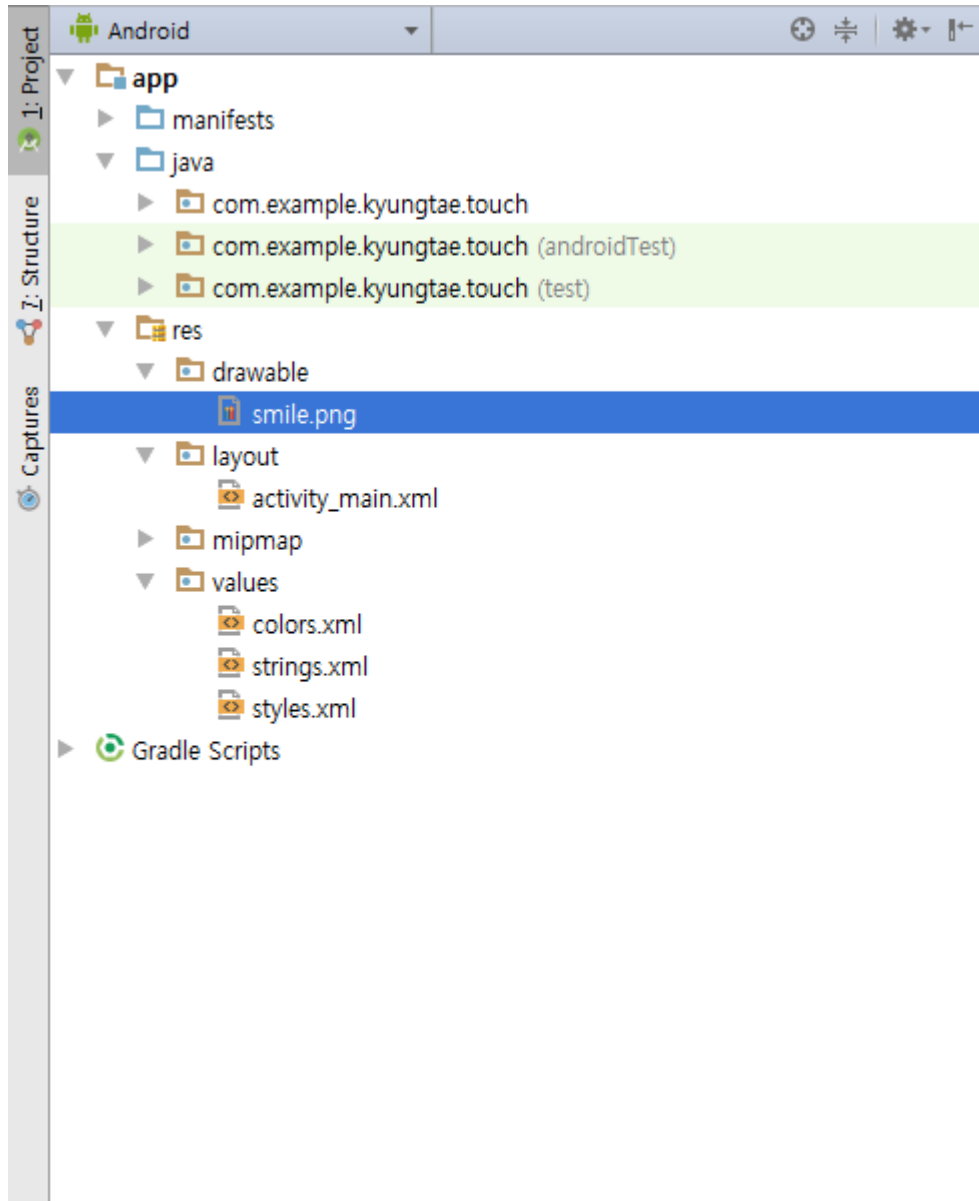 1: Project
7: Structure
Captures
Android
app
manifests
java
com.example.kyungtae.touch
com.example.kyungtae.touch (androidTest)
com.example.kyungtae.touch (test)
res
drawable
smile.png
layout
activity_main.xml
mipmap
values
colors.xml
strings.xml
styles.xml
Gradle Scripts